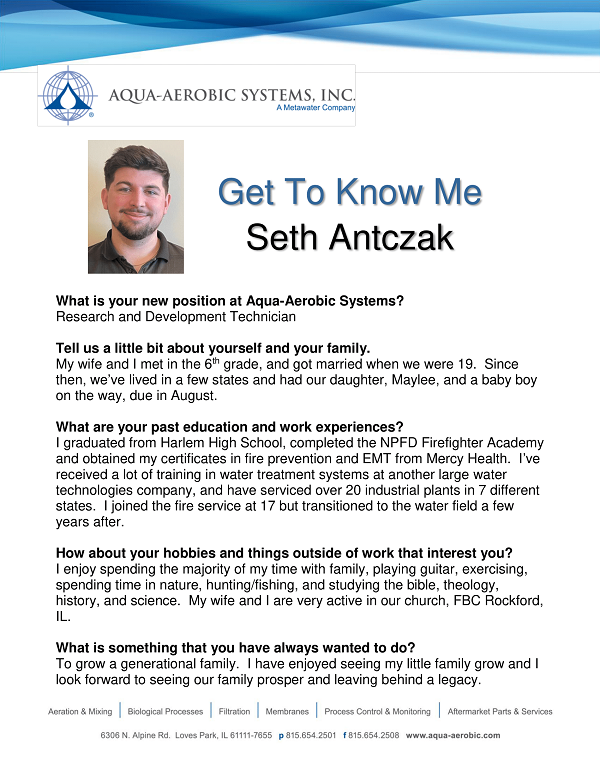 AQUA-AEROBIC SYSTEMS, INC.
A Metawater Company
®
Get To Know Me
Seth Antczak
What is your new position at Aqua-Aerobic Systems?
Research and Development Technician
Tell us a little bit about yourself and your family.
My wife and I met in the 6th grade, and got married when we were 19.  Since
then, we've lived in a few states and had our daughter, Maylee, and a baby boy
on the way, due in August.
What are your past education and work experiences?
I graduated from Harlem High School, completed the NPFD Firefighter Academy
and obtained my certificates in fire prevention and EMT from Mercy Health.  I've
received a lot of training in water treatment systems at another large water
technologies company, and have serviced over 20 industrial plants in 7 different
states.  I joined the fire service at 17 but transitioned to the water field a few
years after.
How about your hobbies and things outside of work that interest you?
I enjoy spending the majority of my time with family, playing guitar, exercising,
spending time in nature, hunting/fishing, and studying the bible, theology,
history, and science.  My wife and I are very active in our church, FBC Rockford,
IL.
What is something that you have always wanted to do?
To grow a generational family.  I have enjoyed seeing my little family grow and I
look forward to seeing our family prosper and leaving behind a legacy.
Aeration & Mixing | Biological Processes | Filtration | Membranes | Process Control & Monitoring | Aftermarket Parts & Services
6306 N. Alpine Rd.  Loves Park, IL 61111-7655  p 815.654.2501  f 815.654.2508  www.aqua-aerobic.com